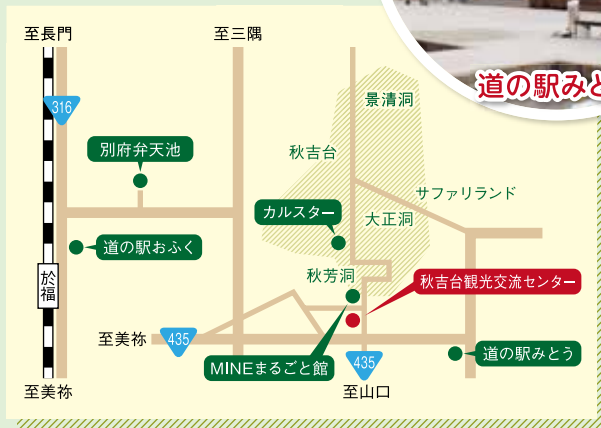 至長門
至三隅
道の駅みと
316
景清洞
別府弁天池
秋吉台
サファリランド
カルスター
大正洞
道の駅おふく
於福
秋芳洞
秋吉台観光交流センター
至美祢
435
MINEまるごと館
435
道の駅みとう
至美祢
至山口